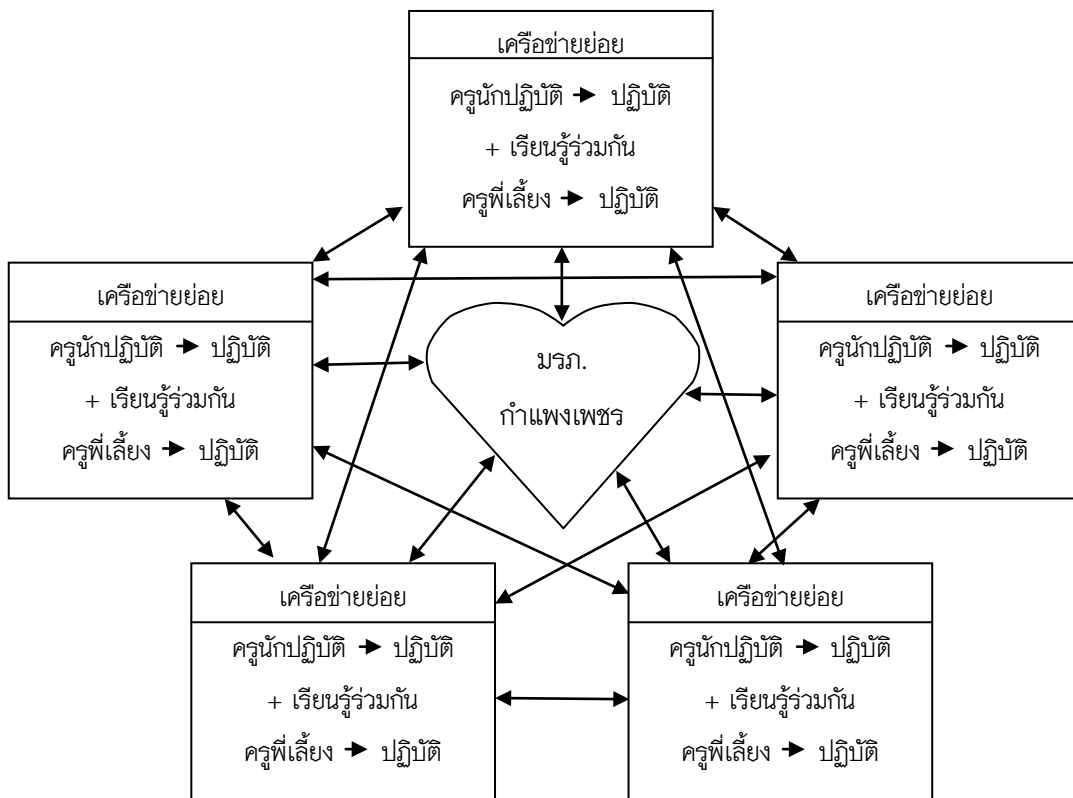 เครือข่ายย่อย
ครูนักปฏิบัติ → ปฏิบัติ
+ เรียนรู้ร่วมกัน
ครูพี่เลี้ยง → ปฏิบัติ
เครือข่ายย่อย
ครูนักปฏิบัติ → ปฏิบัติ
+ เรียนรู้ร่วมกัน
ครูพี่เลี้ยง → ปฏิบัติ
มรภ.
กำแพงเพชร
เครือข่ายย่อย
ครูนักปฏิบัติ → ปฏิบัติ
+ เรียนรู้ร่วมกัน
ครูพี่เลี้ยง → ปฏิบัติ
เครือข่ายย่อย
ครูนักปฏิบัติ → ปฏิบัติ
+ เรียนรู้ร่วมกัน
ครูพี่เลี้ยง → ปฏิบัติ
เครือข่ายย่อย
ครูนักปฏิบัติ → ปฏิบัติ
+ เรียนรู้ร่วมกัน
ครูพี่เลี้ยง → ปฏิบัติ